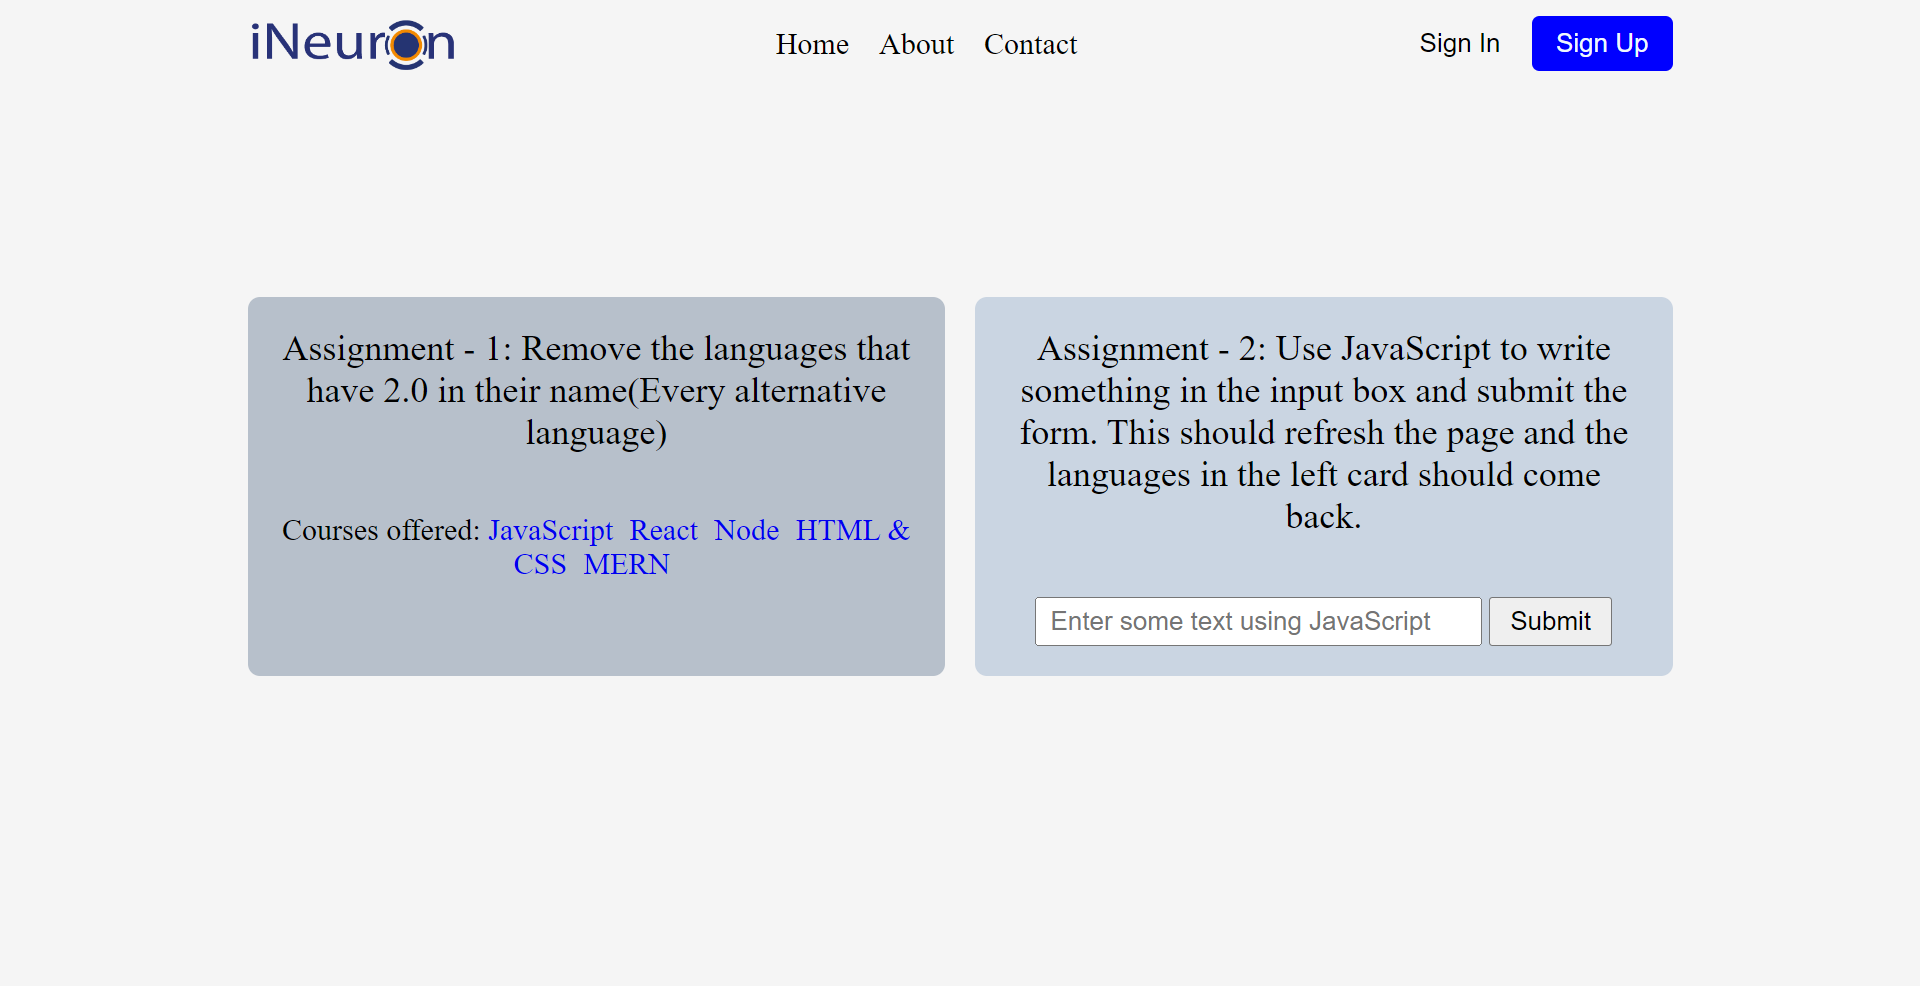 iNeuron
Home About Contact
Sign In
Sign Up
Assignment - 1: Remove the languages that
have 2.0 in their name(Every alternative
language)
Courses offered: JavaScript React Node HTML &
CSS MERN
Assignment - 2: Use JavaScript to write
something in the input box and submit the
form. This should refresh the page and the
languages in the left card should come
back.
Enter some text using JavaScript
Submit